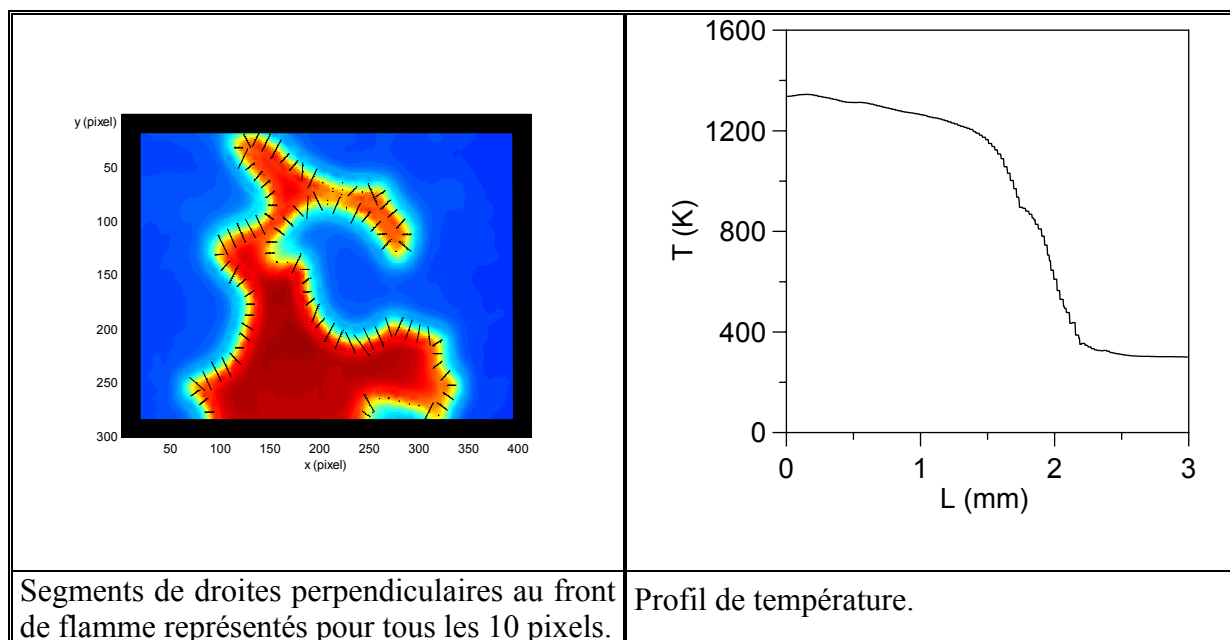 y (pixel)
50
100
150
200
250
300
50 100 150 200 250 300 350 400
x (pixel)
1600
1200
800
400
0
T (K)
0 1 2 3
L (mm)
Segments de droites perpendiculaires au front
de flamme représentés pour tous les 10 pixels.
Profil de température.